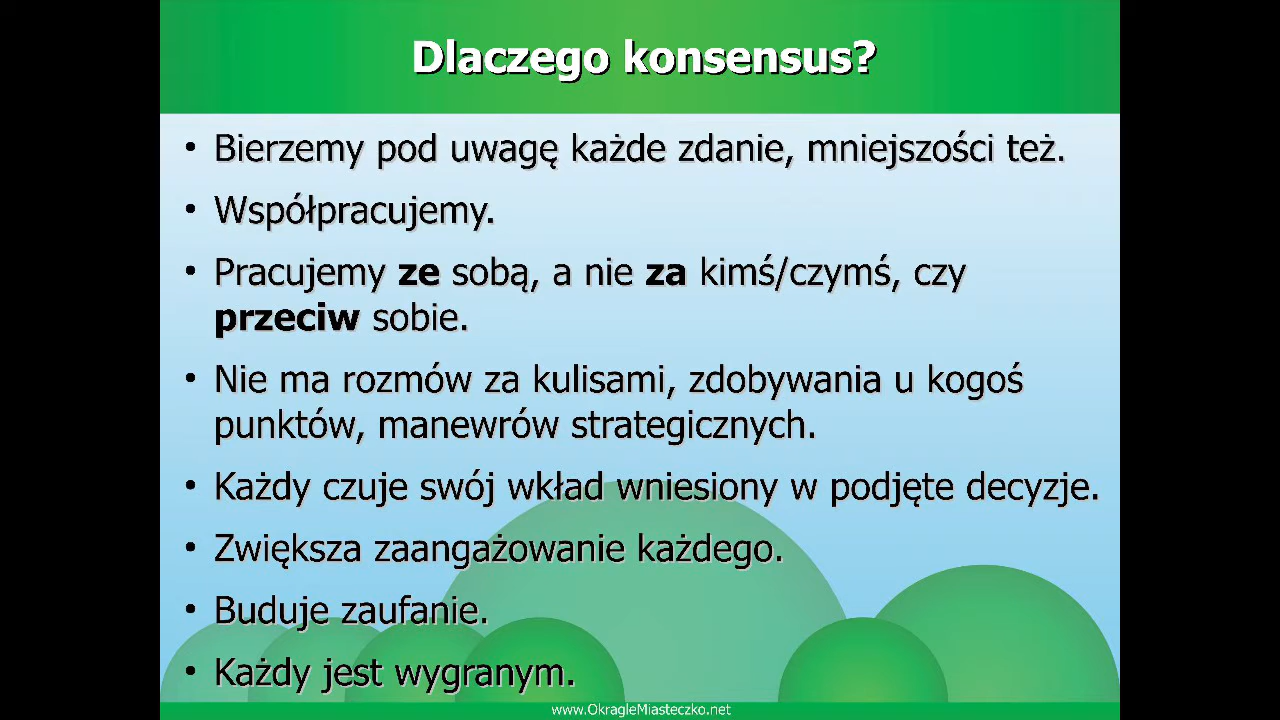 Dlaczego konsensus?
• Bierzemy pod uwagę każde zdanie, mniejszości też.
• Współpracujemy.
• Pracujemy ze sobą, a nie za kimś/czymś, czy
przeciw sobie.
• Nie ma rozmów za kulisami, zdobywania u kogoś
punktów, manewrów strategicznych.
• Każdy czuje swój wkład wniesiony w podjęte decyzje.
• Zwiększa zaangażowanie każdego.
• Buduje zaufanie.
• Każdy jest wygranym.
www.OkragleMiasteczko.net